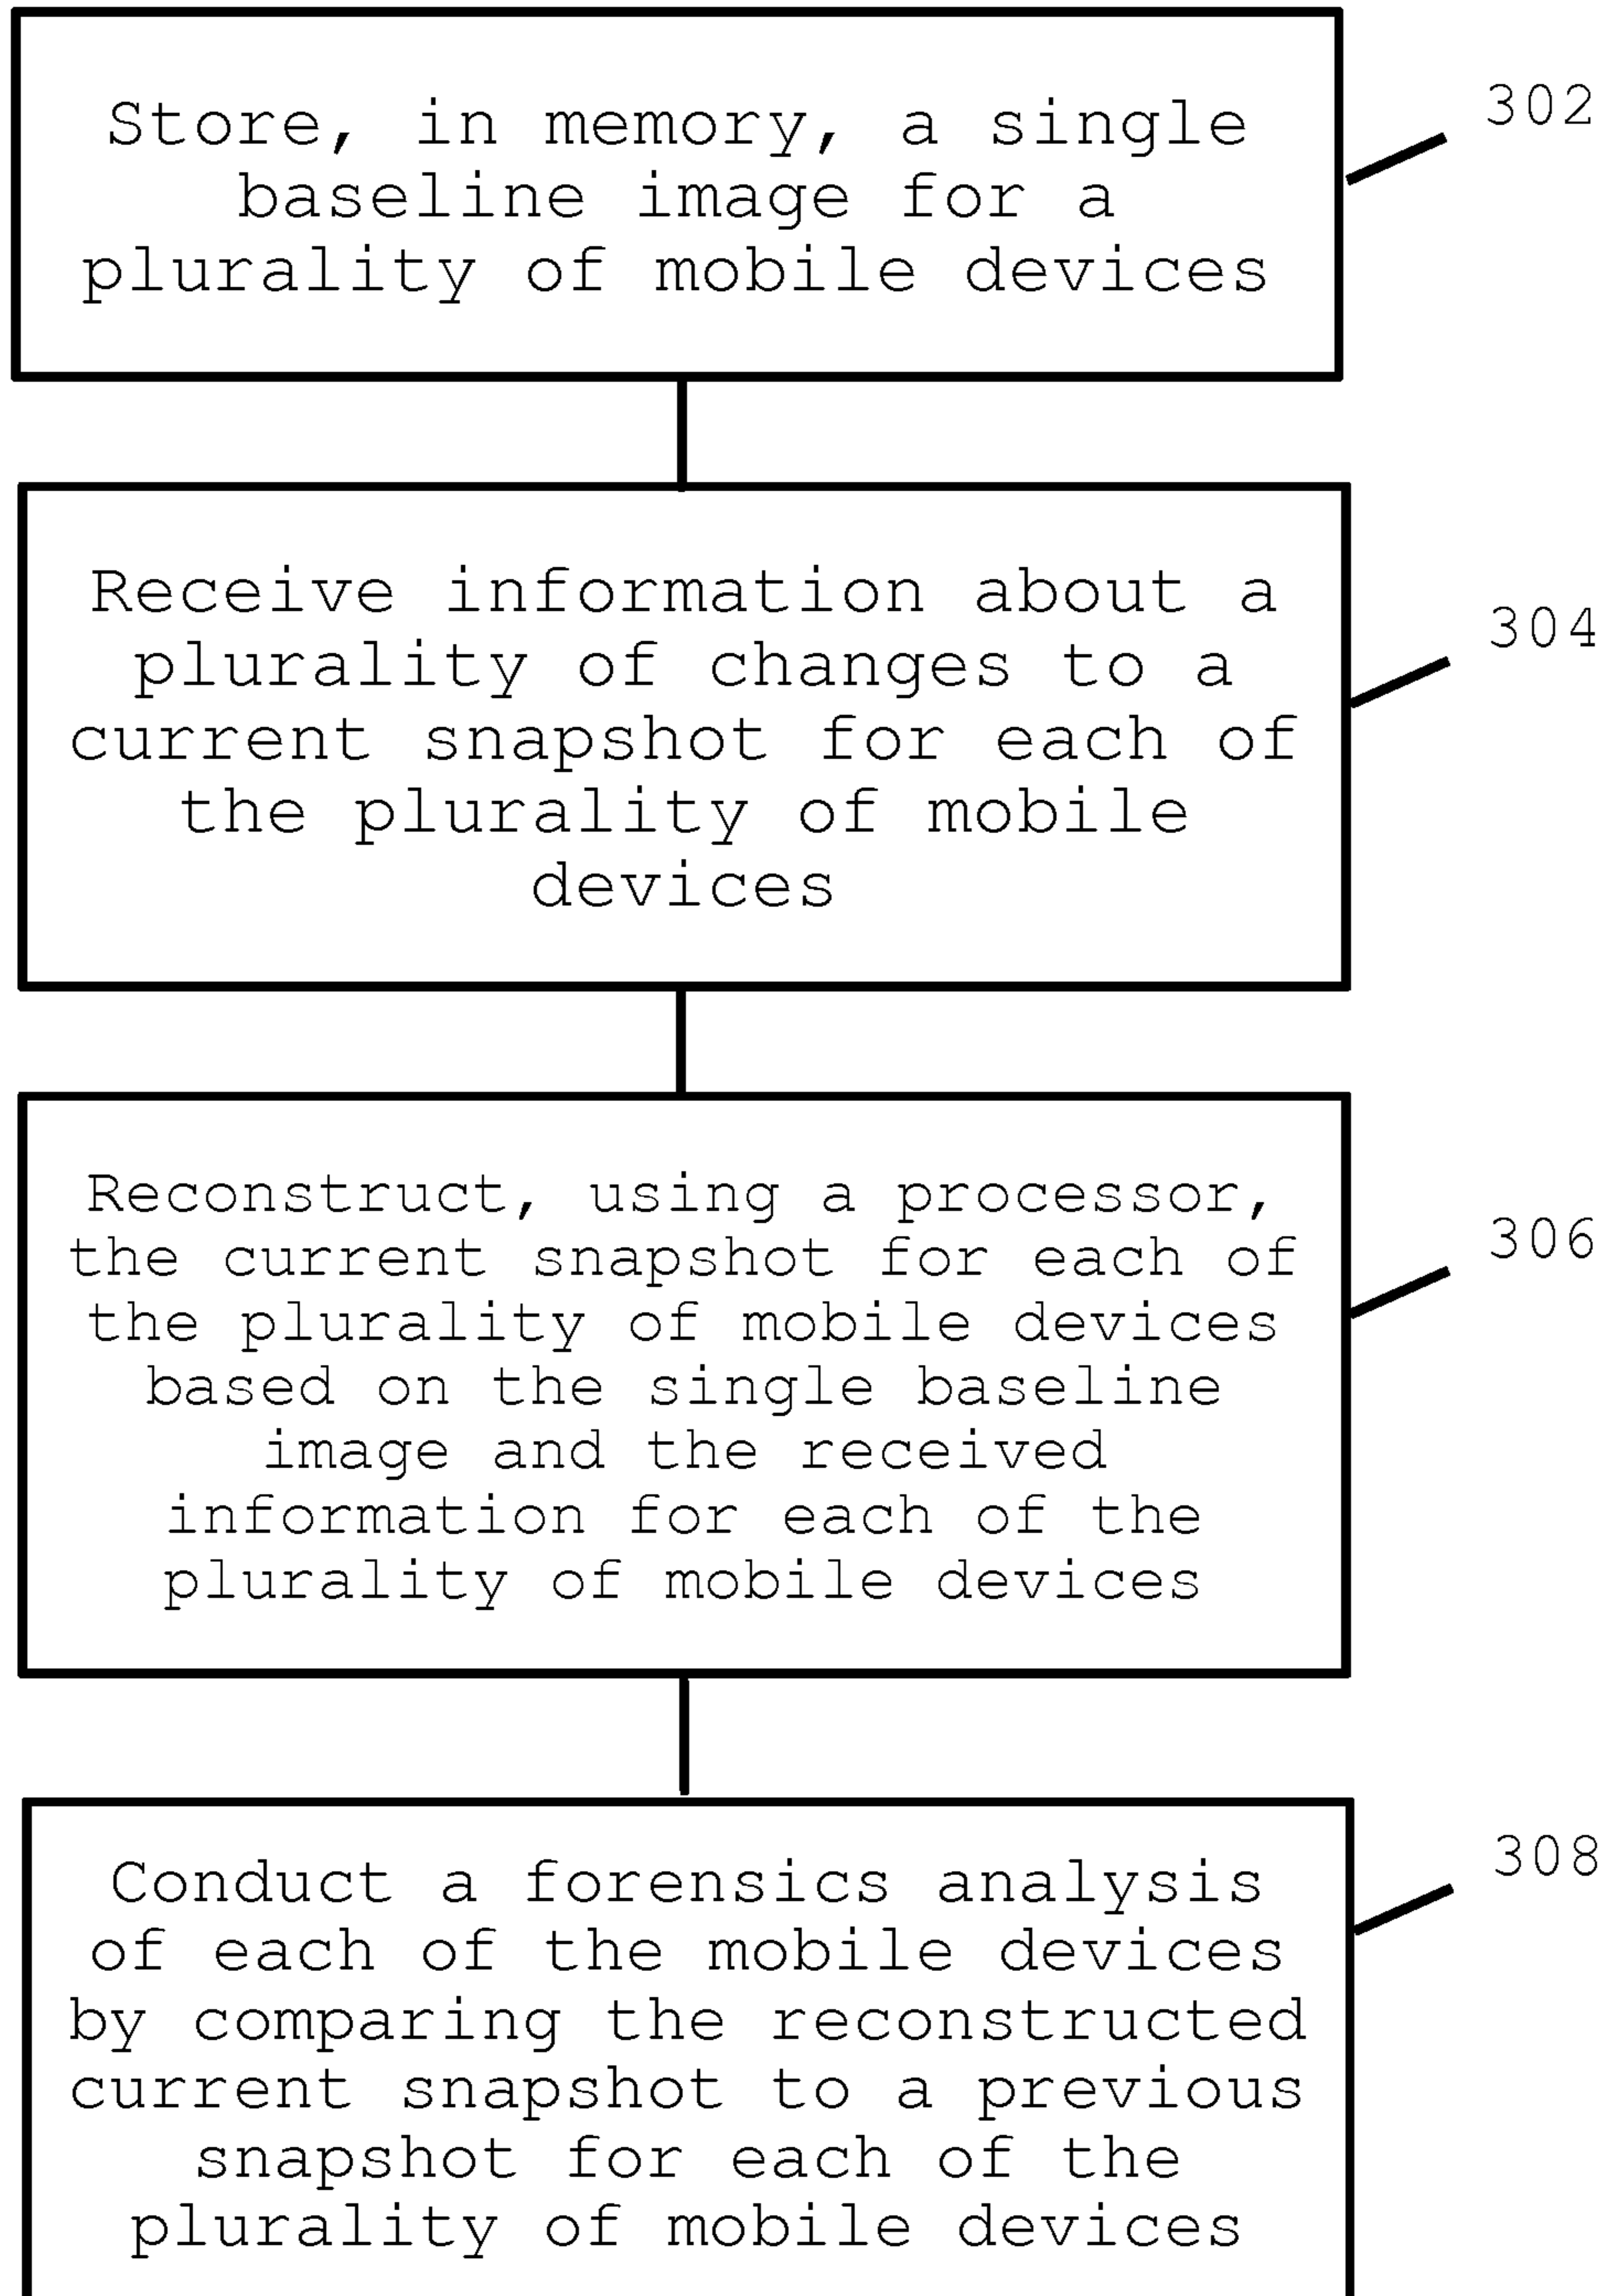 Store, in memory, a single
baseline image for a
plurality of mobile devices
302
Receive information about a
plurality of changes to a
current snapshot for each of
the plurality of mobile
devices
304
Reconstruct, using a processor,
the current snapshot for each of
the plurality of mobile devices
based on the single baseline
image and the received
information for each of the
plurality of mobile devices
306
Conduct a forensics analysis
of each of the mobile devices
by comparing the reconstructed
current snapshot to a previous
snapshot for each of the
plurality of mobile devices
308